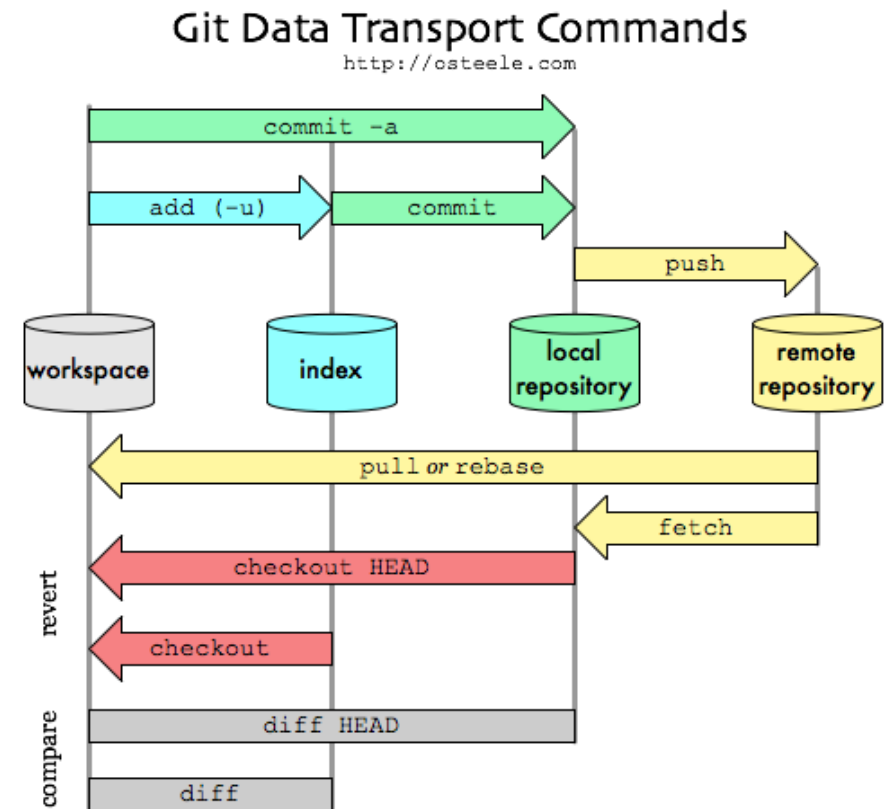 Git Data Transport Commands
http://osteele.com
commit -a
add (-u)
commit
push
workspace
index
local
repository
remote
repository
pull or rebase
fetch
revert
checkout HEAD
checkout
compare
diff HEAD
diff